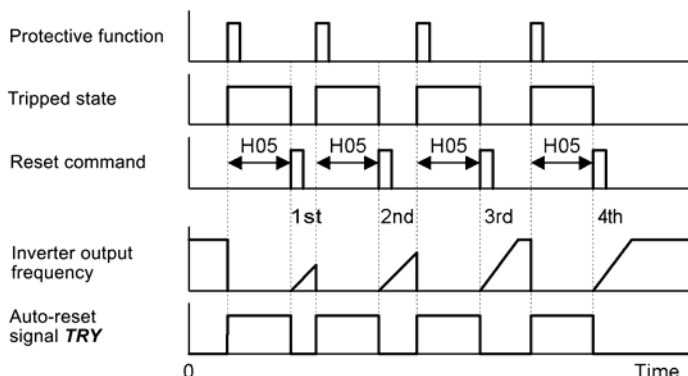 Protective function
Tripped state
H05 H05 H05 H05
Reset command
1st 2nd 3rd 4th
Inverter output
frequency
Auto-reset
signal TRY
0 Time